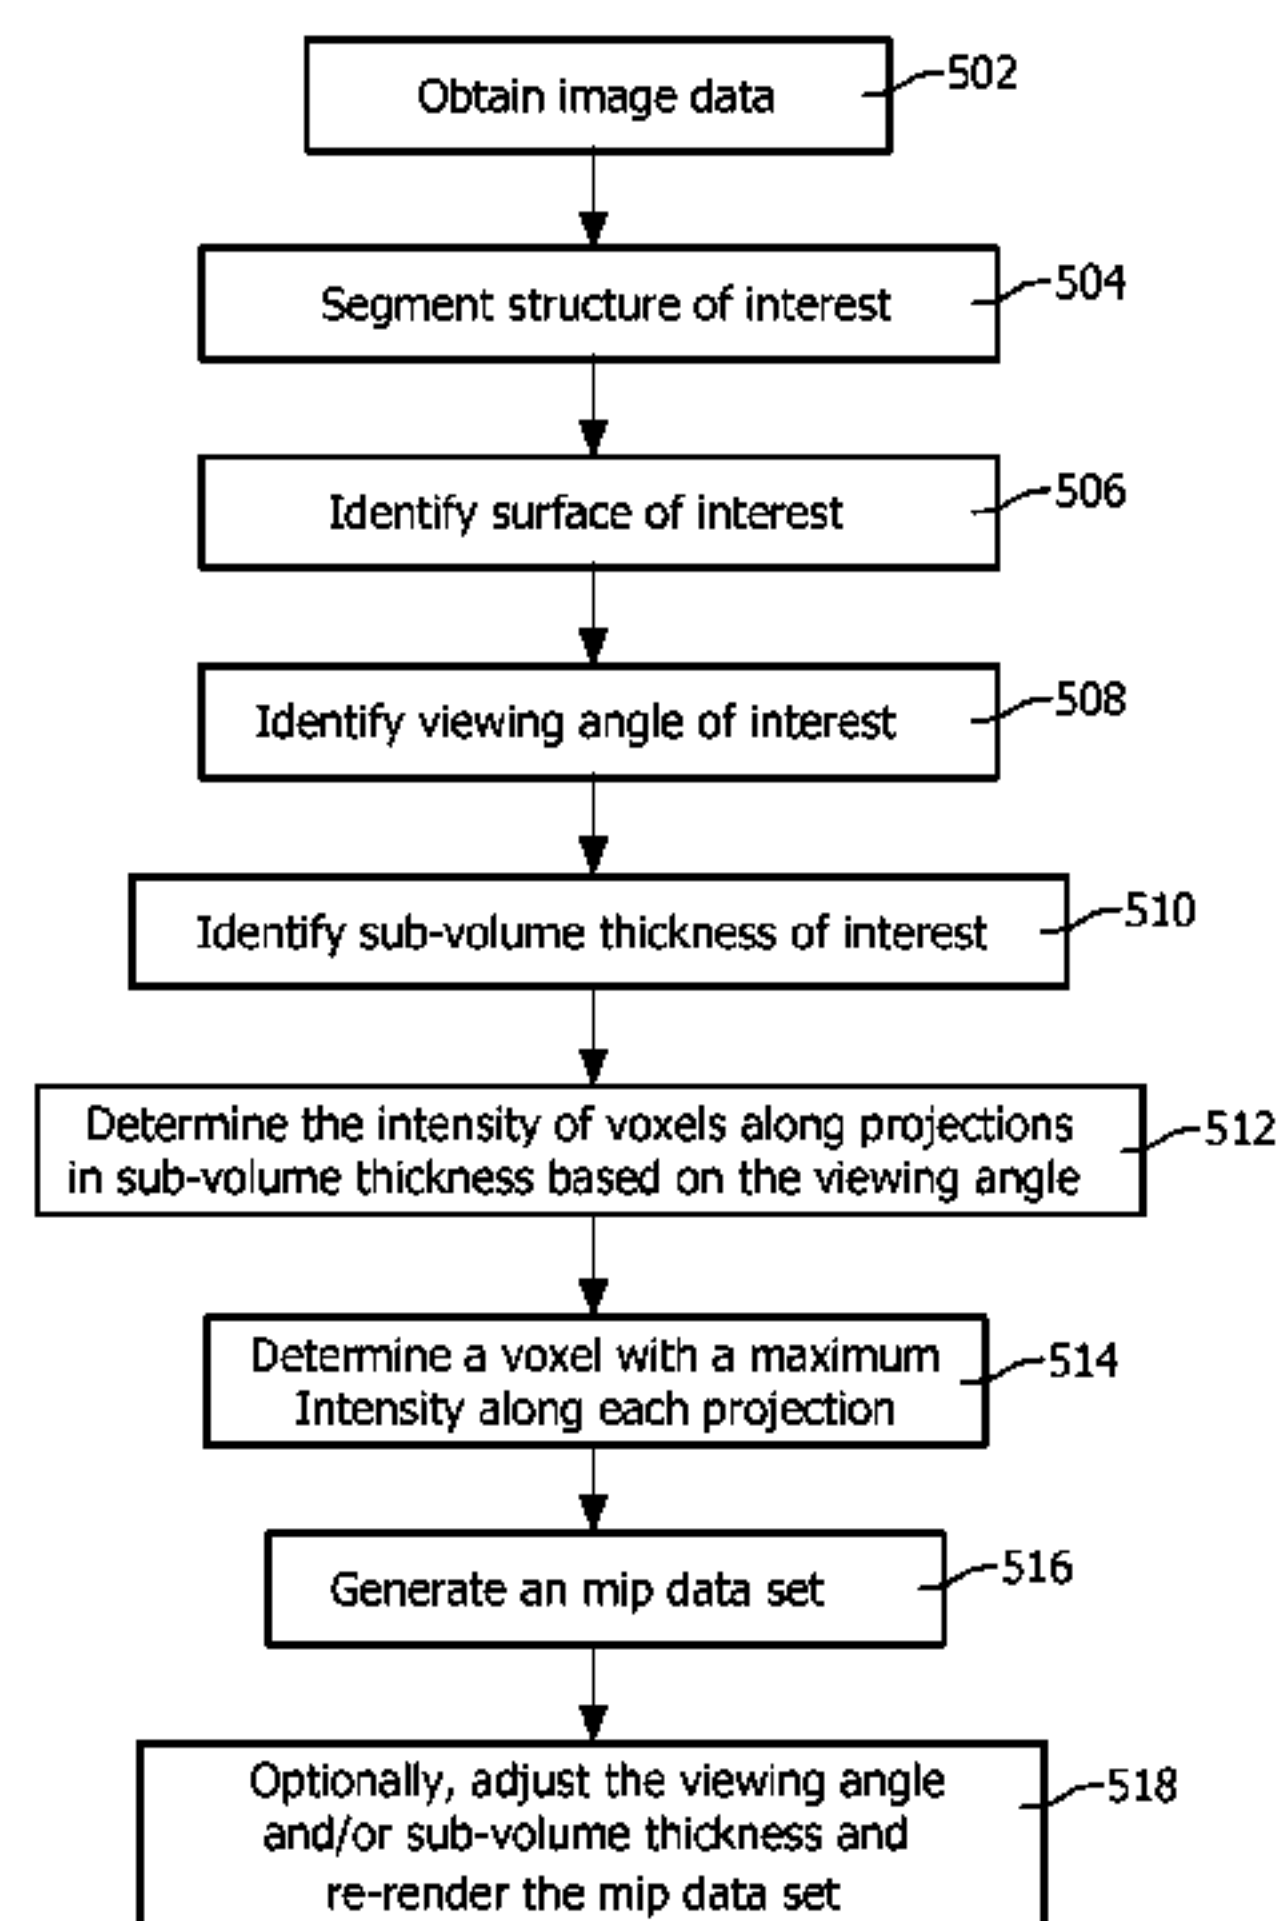 Obtain image data
502
Segment structure of interest
504
Identify surface of interest
506
Identify viewing angle of interest
508
Identify sub-volume thickness of interest
510
Determine the intensity of voxels along projections
in sub-volume thickness based on the viewing angle
512
Determine a voxel with a maximum
Intensity along each projection
514
Generate an mip data set
516
Optionally, adjust the viewing angle
and/or sub-volume thickness and
re-render the mip data set
518